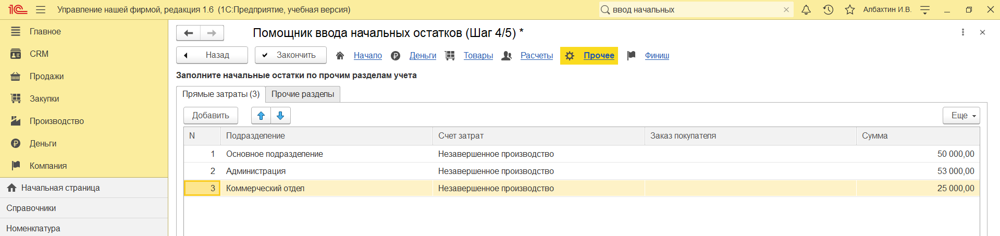 1С Управление нашей фирмой, редакция 1.6 (1С:Предприятие, учебная версия) ввод начальных Албахтин И.В.
Главное
CRM
Продажи
Закупки
Производство
Деньги
Компания
Начальная страница
Справочники
Номенклатура
Помощник ввода начальных остатков (Шаг 4/5) *
Назад Закончить Начало Деньги Товары Расчеты Прочее Финиш
Заполните начальные остатки по прочим разделам учета
Прямые затраты (3) Прочие разделы
Добавить Еще
N Подразделение Счет затрат Заказ покупателя Сумма
1 Основное подразделение Незавершенное производство 50 000,00
2 Администрация Незавершенное производство 53 000,00
3 Коммерческий отдел Незавершенное производство 25 000,00